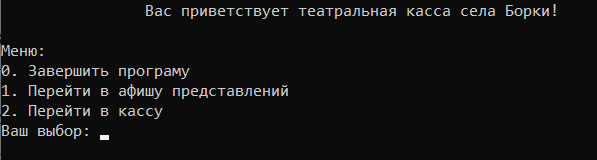 Вас приветствует театральная касса села Борки!
Меню:
0. Завершить програму
1. Перейти в афишу представлений
2. Перейти в кассу
Ваш выбор: